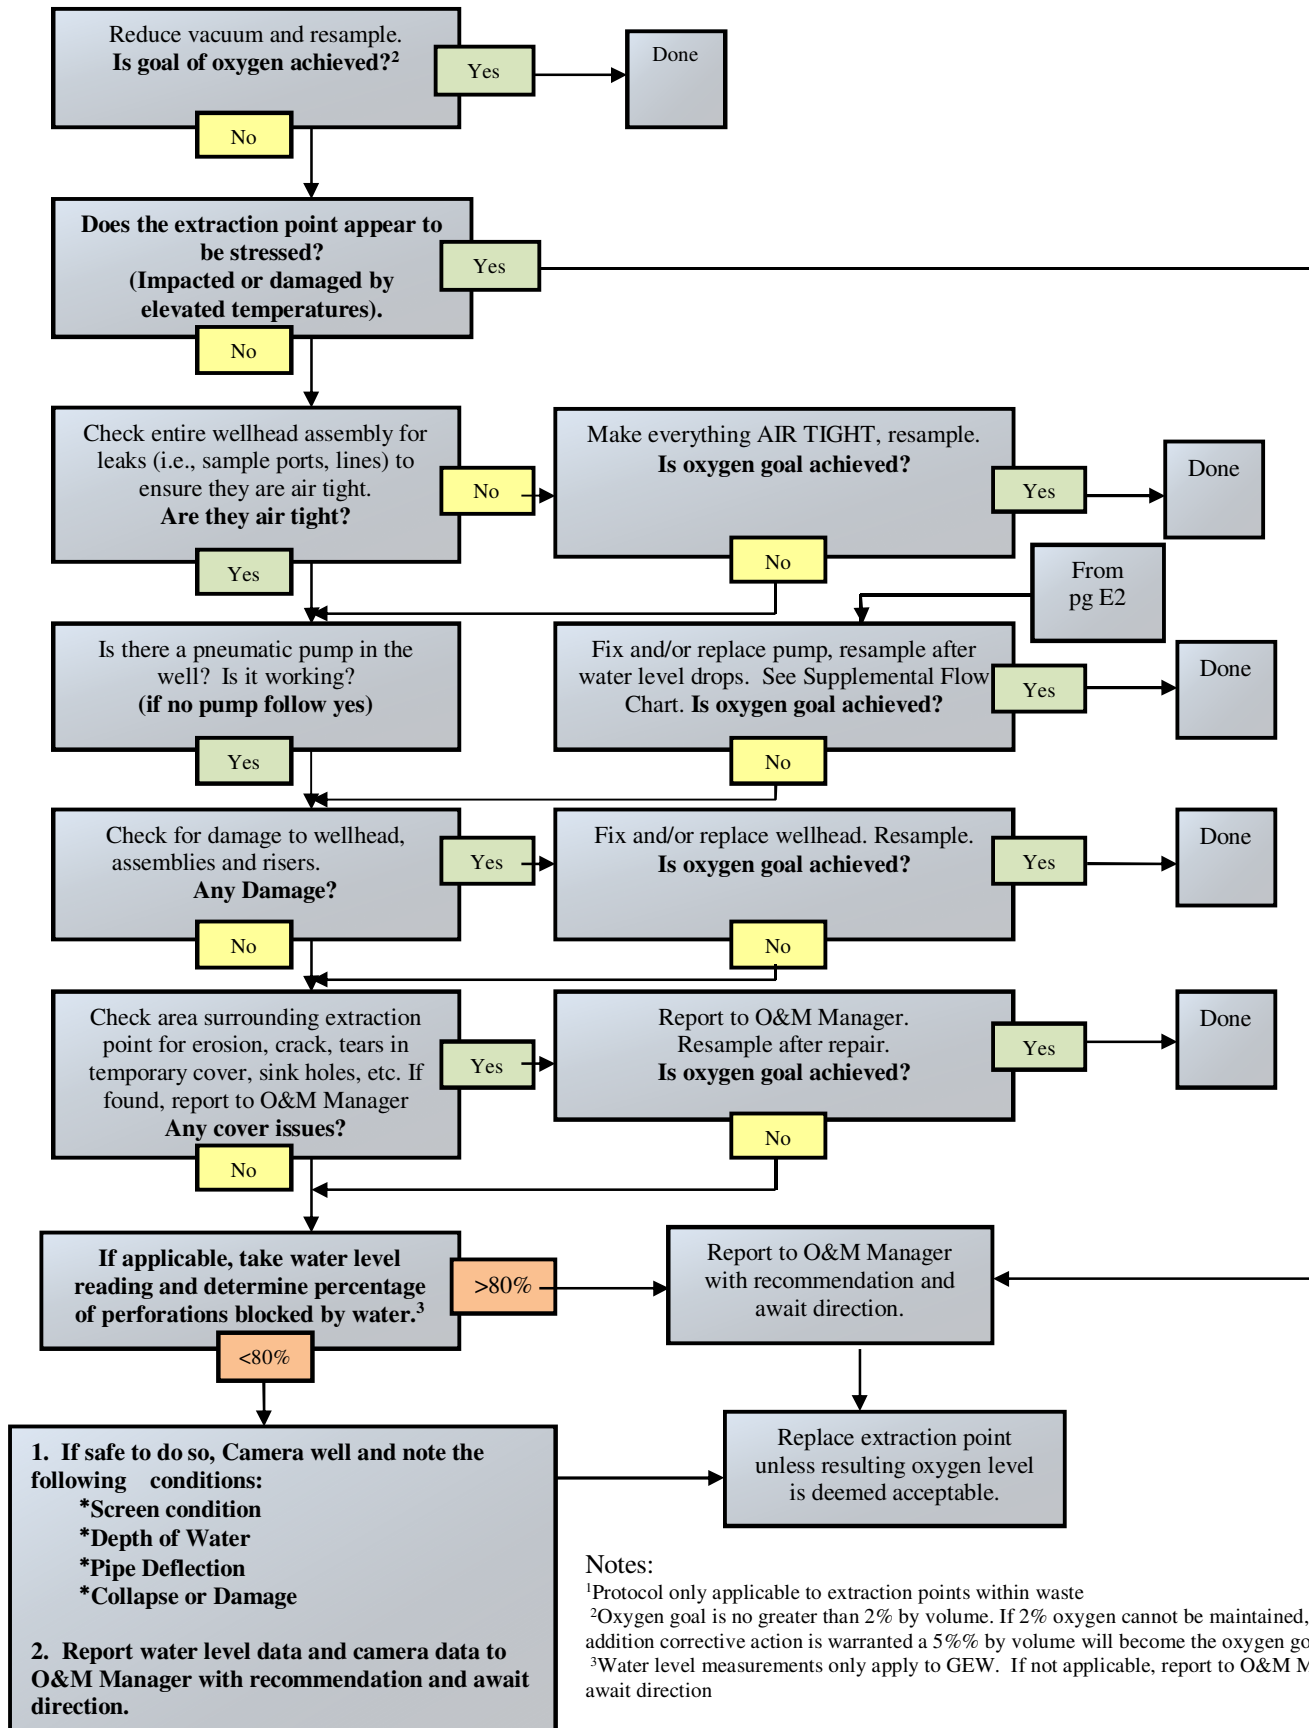 Reduce vacuum and resample.
Is goal of oxygen achieved?²
Yes
Done
No
Does the extraction point appear to
be stressed?
(Impacted or damaged by
elevated temperatures).
Yes
No
Check entire wellhead assembly for
leaks (i.e., sample ports, lines) to
ensure they are air tight.
Are they air tight?
No
Make everything AIR TIGHT, resample.
Is oxygen goal achieved?
Yes
Done
Yes
No
From
pg E2
Is there a pneumatic pump in the
well? Is it working?
(if no pump follow yes)
Fix and/or replace pump, resample after
water level drops. See Supplemental Flow
Chart. Is oxygen goal achieved?
Yes
Done
Yes
No
Check for damage to wellhead,
assemblies and risers.
Any Damage?
Yes
Fix and/or replace wellhead. Resample.
Is oxygen goal achieved?
Yes
Done
No
No
Check area surrounding extraction
point for erosion, crack, tears in
temporary cover, sink holes, etc. If
found, report to O&M Manager
Any cover issues?
Yes
Report to O&M Manager.
Resample after repair.
Is oxygen goal achieved?
Yes
Done
No
No
If applicable, take water level
reading and determine percentage
of perforations blocked by water.³
>80%
Report to O&M Manager
with recommendation and
await direction.
<80%
1. If safe to do so, Camera well and note the
following conditions:
*Screen condition
*Depth of Water
*Pipe Deflection
*Collapse or Damage
2. Report water level data and camera data to
O&M Manager with recommendation and await
direction.
Replace extraction point
unless resulting oxygen level
is deemed acceptable.
Notes:
¹Protocol only applicable to extraction points within waste
²Oxygen goal is no greater than 2% by volume. If 2% oxygen cannot be maintained,
addition corrective action is warranted a 5%% by volume will become the oxygen
³Water level measurements only apply to GEW. If not applicable, report to O&M
await direction